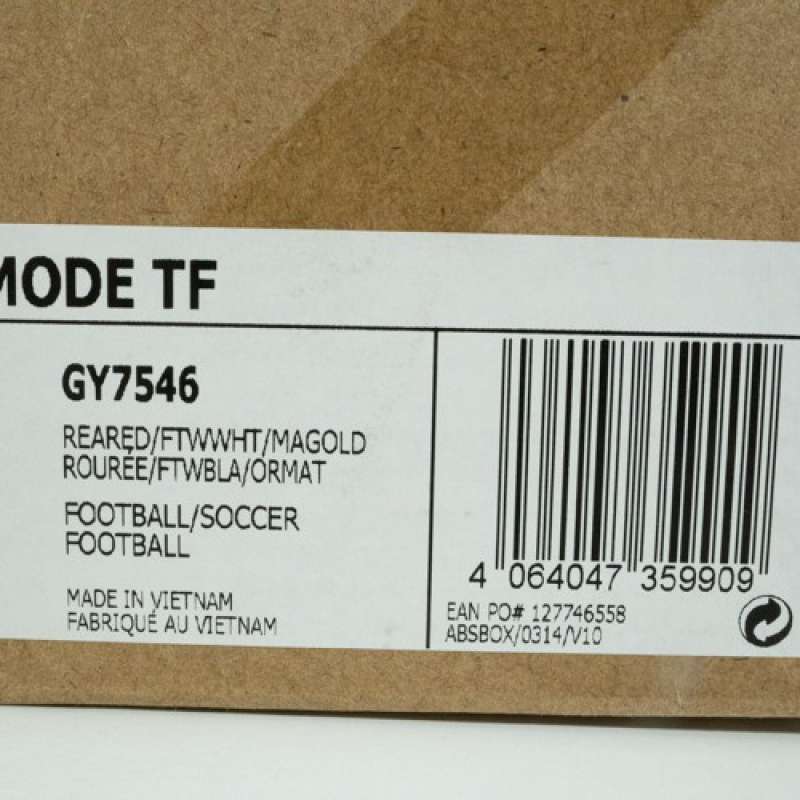 MODE TF
GY7546
REARED/FTWWHT/MAGOLD
ROURÉE/FTWBLA/ORMAT
FOOTBALL/SOCCER
FOOTBALL
MADE IN VIETNAM
FABRIQUÉ AU VIETNAM
4 064047 359909
EAN PO# 127746558
ABSBOX/0314/V10